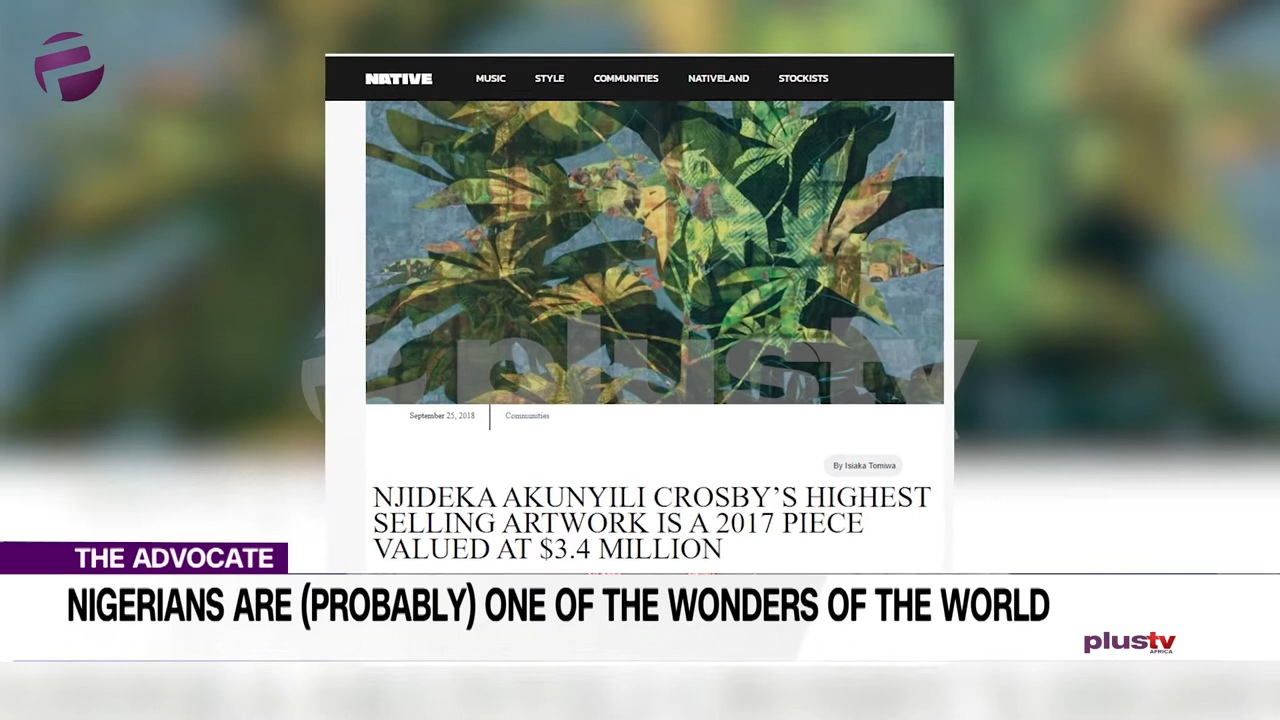 NATIVE MUSIC STYLE COMMUNITIES NATIVELAND STOCKISTS
plustv
September 25, 2018 Communities
By Isiaka Tomiwa
NJIDEKA AKUNYILI CROSBY'S HIGHEST
SELLING ARTWORK IS A 2017 PIECE
VALUED AT $3.4 MILLION
THE ADVOCATE
NIGERIANS ARE (PROBABLY) ONE OF THE WONDERS OF THE WORLD
plustv
AFRICA